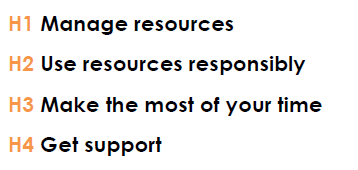 H1 Manage resources
H2 Use resources responsibly
H3 Make the most of your time
H4 Get support